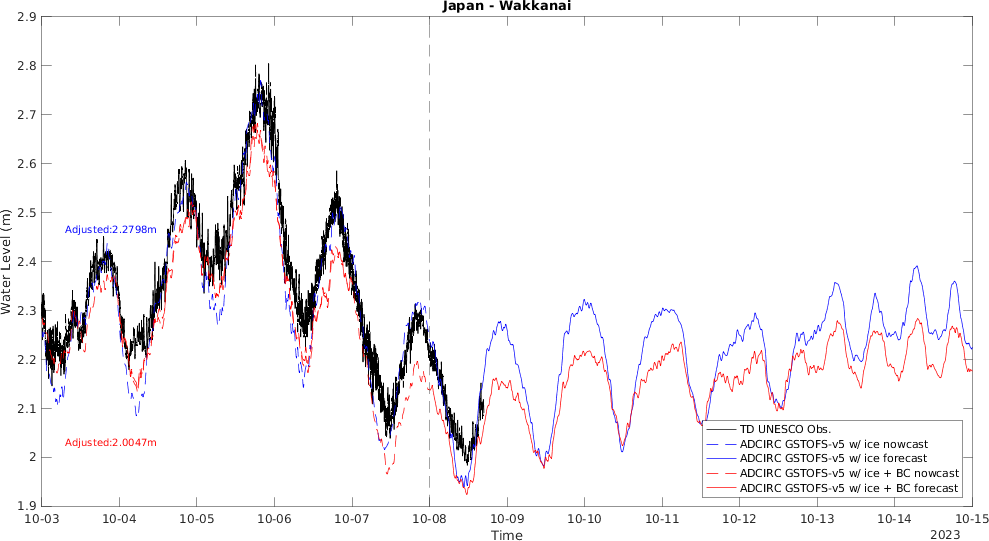 Japan - Wakkanai
2.9
2.8
2.7
2.6
2.5
2.4
2.3
2.2
2.1
2
1.9
Water Level (m)
Adjusted:2.2798m
Adjusted:2.0047m
TD UNESCO Obs.
ADCIRC GSTOFS-v5 w/ ice nowcast
ADCIRC GSTOFS-v5 w/ ice forecast
ADCIRC GSTOFS-v5 w/ ice + BC nowcast
ADCIRC GSTOFS-v5 w/ ice + BC forecast
10-03 10-04 10-05 10-06 10-07 10-08 10-09 10-10 10-11 10-12 10-13 10-14 10-15
Time
2023